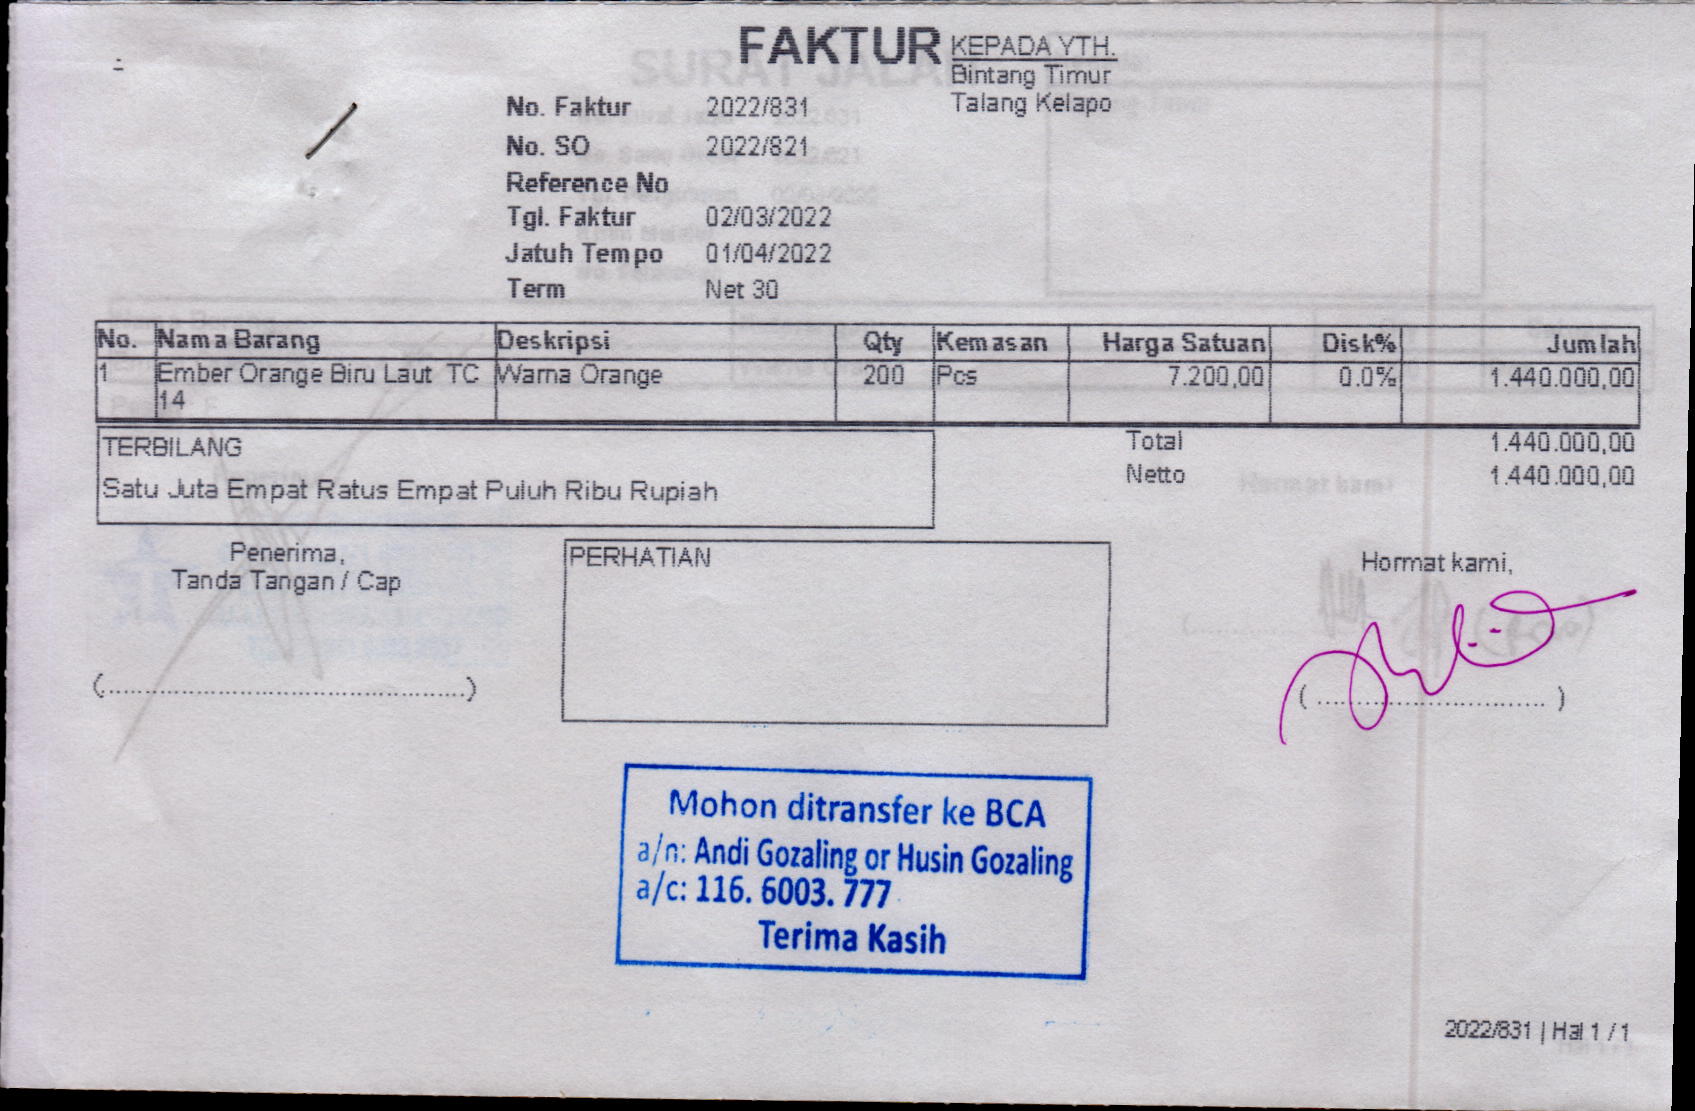 FAKTUR
KEPADA YTH.
Bintang Timur
Talang Kelapo
No. Faktur 2022/831
No. SO 2022/821
Reference No
Tgl. Faktur 02/03/2022
Jatuh Tempo 01/04/2022
Term Net 30
No. Nama Barang Deskripsi Qty Kemasan Harga Satuan Disk% Jumlah
1 Ember Orange Biru Laut TC Warna Orange 200 Pcs 7.200,00 0.0% 1.440.000,00
14
TERBILANG
Satu Juta Empat Ratus Empat Puluh Ribu Rupiah
Total 1.440.000,00
Netto 1.440.000,00
Penerima,
Tanda Tangan / Cap
(..........................................)
PERHATIAN
Hormat kami,
( ........................... )
Mohon ditransfer ke BCA
a/n: Andi Gozaling or Husin Gozaling
a/c: 116. 6003. 777
Terima Kasih
2022/831 | Hal 1 / 1